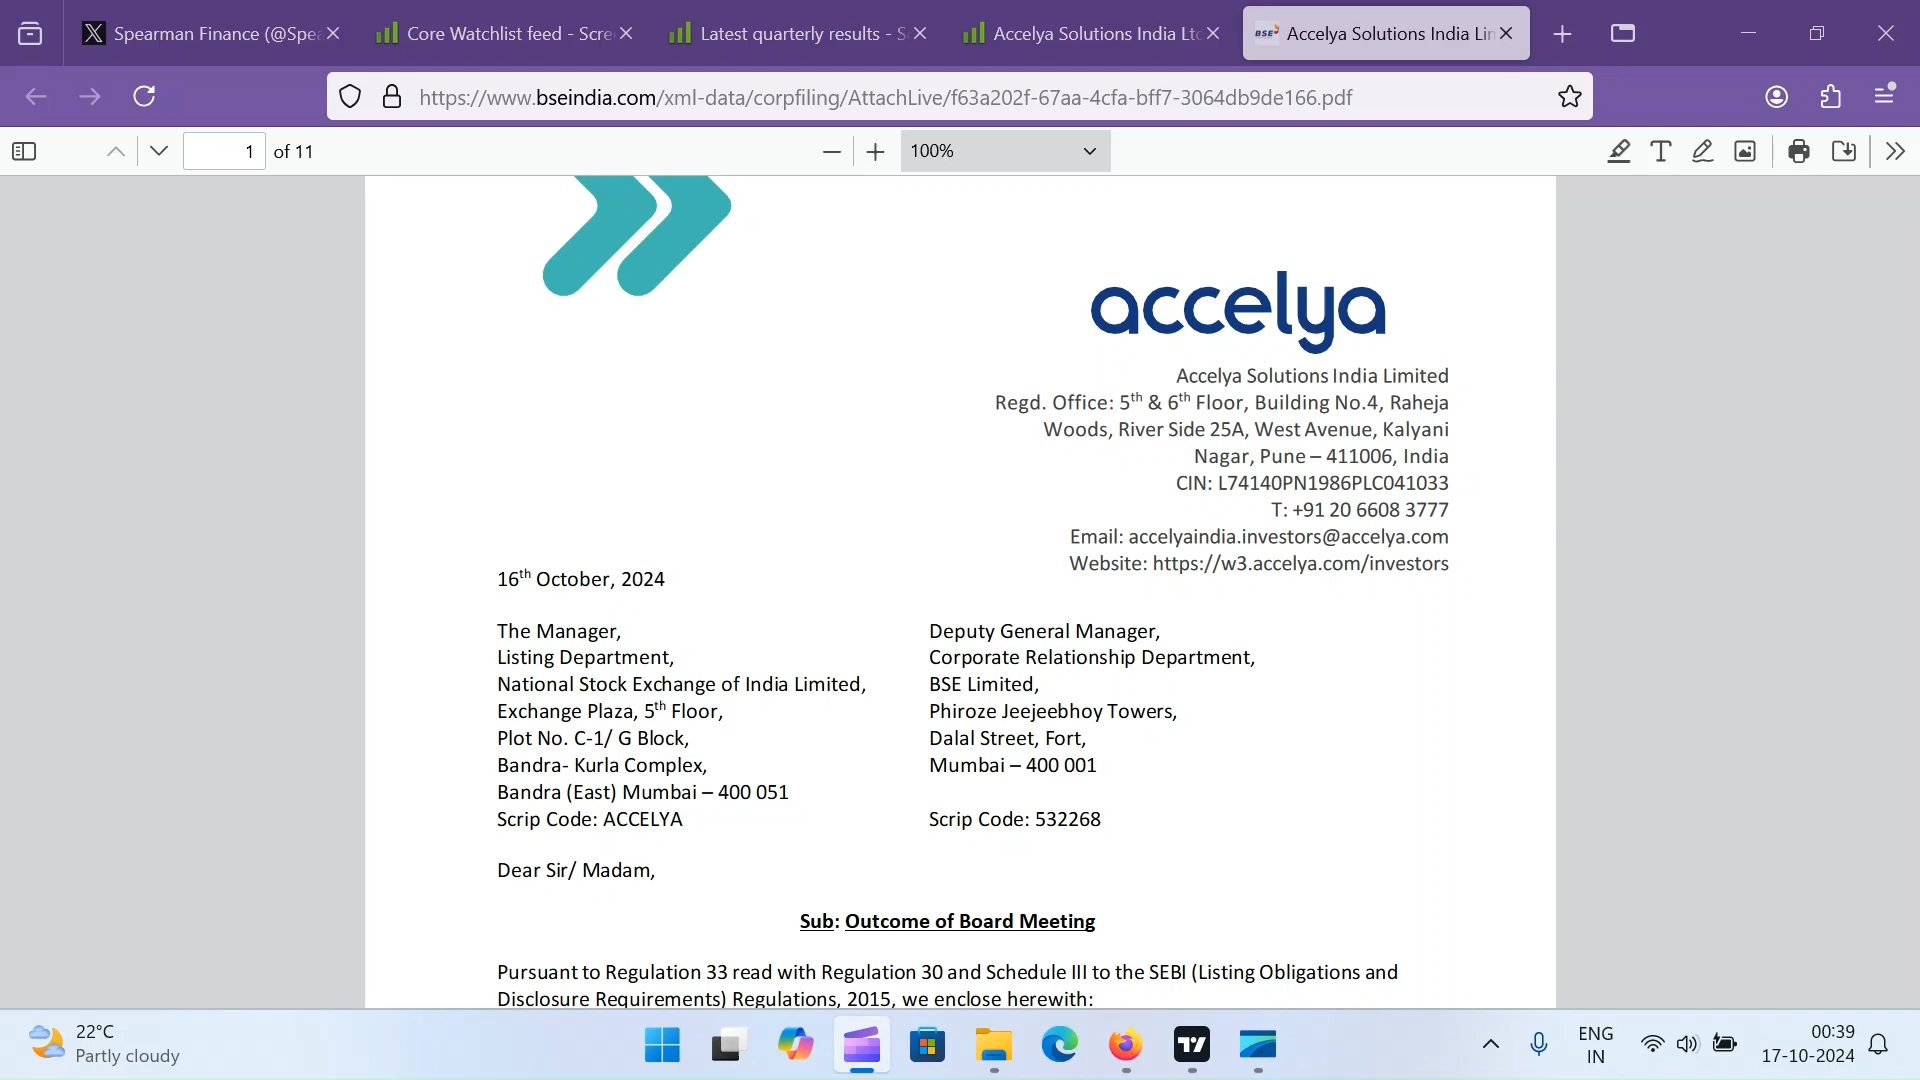 Spearman Finance (@Spea
Core Watchlist feed - Scre
Latest quarterly results - S
Accelya Solutions India Ltd
BSE
Accelya Solutions India Lin
https://www.bseindia.com/xml-data/corpfiling/AttachLive/f63a202f-67aa-4cfa-bff7-3064db9de166.pdf
1 of 11
100%
accelya
Accelya Solutions India Limited
Regd. Office: 5th & 6th Floor, Building No.4, Raheja
Woods, River Side 25A, West Avenue, Kalyani
Nagar, Pune – 411006, India
CIN: L74140PN1986PLC041033
T: +91 20 6608 3777
Email: accelyaindia.investors@accelya.com
Website: https://w3.accelya.com/investors
16th October, 2024
The Manager,
Listing Department,
National Stock Exchange of India Limited,
Exchange Plaza, 5th Floor,
Plot No. C-1/ G Block,
Bandra- Kurla Complex,
Bandra (East) Mumbai – 400 051
Scrip Code: ACCELYA
Deputy General Manager,
Corporate Relationship Department,
BSE Limited,
Phiroze Jeejeebhoy Towers,
Dalal Street, Fort,
Mumbai – 400 001
Scrip Code: 532268
Dear Sir/ Madam,
Sub: Outcome of Board Meeting
Pursuant to Regulation 33 read with Regulation 30 and Schedule III to the SEBI (Listing Obligations and
Disclosure Requirements) Regulations, 2015, we enclose herewith:
22°C
Partly cloudy
ENG
IN
00:39
17-10-2024